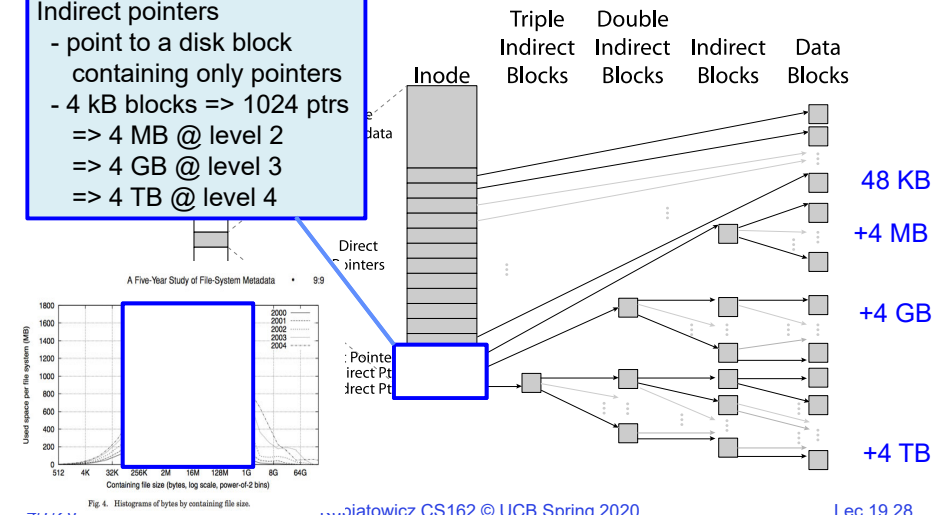 Indirect pointers
- point to a disk block
containing only pointers
- 4 kB blocks => 1024 ptrs
=> 4 MB @ level 2
=> 4 GB @ level 3
=> 4 TB @ level 4
Triple Double
Indirect Indirect Indirect Data
Blocks Blocks Blocks Blocks
Inode
data
48 KB
+4 MB
Direct
Pointers
+4 GB
A Five-Year Study of File-System Metadata • 9:9
Used space per file system (MB)
1800
1600
1400
1200
1000
800
600
400
200
0
2000
2001
2002
2003
2004
512 4K 32K 256K 2M 16M 128M 1G 8G 64G
Containing file size (bytes, log scale, power-of-2 bins)
Fig. 4. Histograms of bytes by containing file size.
+4 TB
CS162 © UCB Spring 2020
Lec 19.28